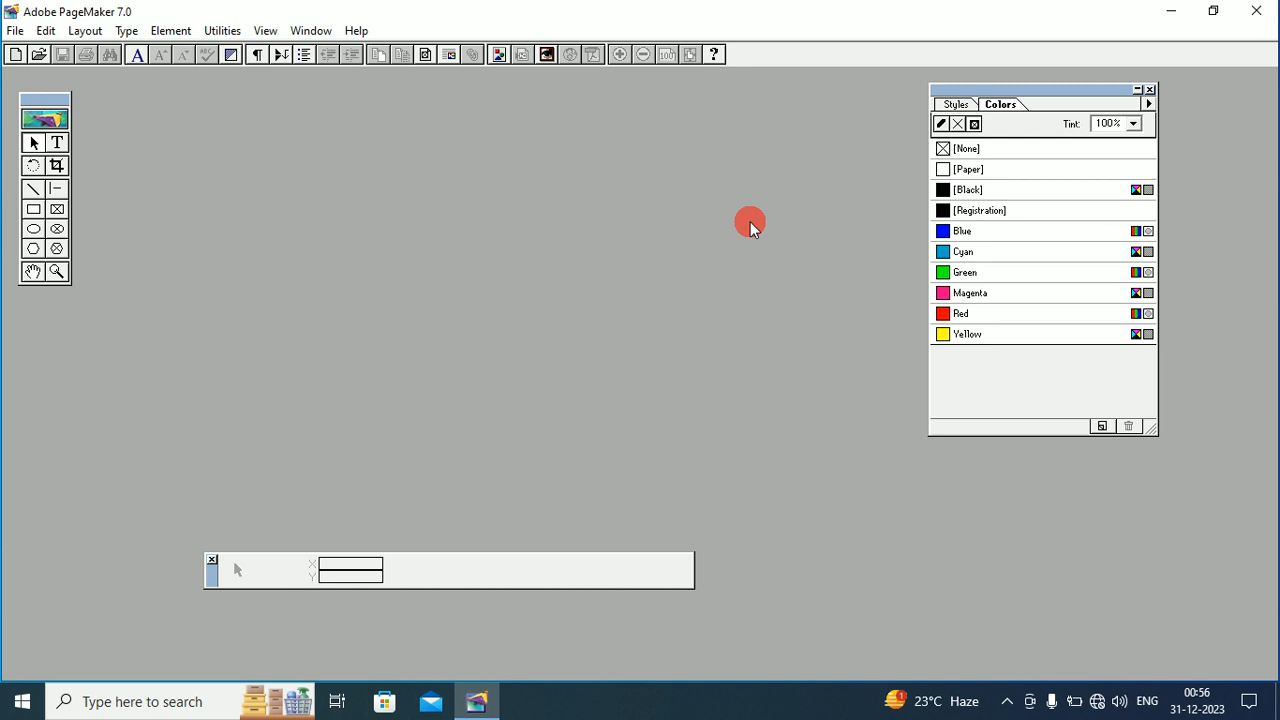 Adobe PageMaker 7.0
File Edit Layout Type Element Utilities View Window Help
Styles Colors
Tint: 100%
[None]
[Paper]
[Black]
[Registration]
Blue
Cyan
Green
Magenta
Red
Yellow
X
Y
Type here to search
23°C Haze
ENG
00:56
31-12-2023